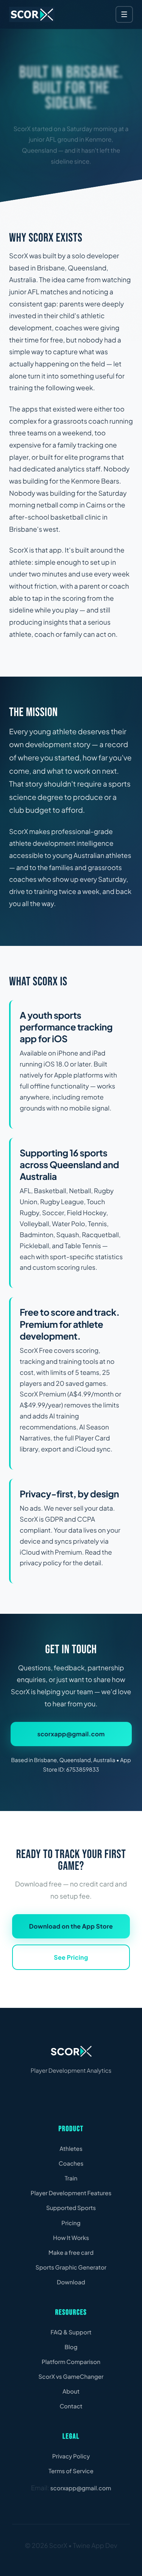 SCORX
BUILT IN BRISBANE.
BUILT FOR THE
SIDELINE.
ScorX started on a Saturday morning at a
junior AFL ground in Kenmore,
Queensland — and it hasn't left the
sideline since.
WHY SCORX EXISTS
ScorX was built by a solo developer
based in Brisbane, Queensland,
Australia. The idea came from watching
junior AFL matches and noticing a
consistent gap: parents were deeply
invested in their child's athletic
development, coaches were giving
their time for free, but nobody had a
simple way to capture what was
actually happening on the field — let
alone turn it into something useful for
training the following week.
The apps that existed were either too
complex for a grassroots coach running
three teams on a weekend, too
expensive for a family tracking one
player, or built for elite programs that
had dedicated analytics staff. Nobody
was building for the Kenmore Bears.
Nobody was building for the Saturday
morning netball comp in Cairns or the
after-school basketball clinic in
Brisbane's west.
ScorX is that app. It's built around the
athlete: simple enough to set up in
under two minutes and use every week
without friction, with a parent or coach
able to tap in the scoring from the
sideline while you play — and still
producing insights that a serious
athlete, coach or family can act on.
THE MISSION
Every young athlete deserves their
own development story — a record
of where you started, how far you've
come, and what to work on next.
That story shouldn't require a sports
science degree to produce or a
club budget to afford.
ScorX makes professional-grade
athlete development intelligence
accessible to young Australian athletes
— and to the families and grassroots
coaches who show up every Saturday,
drive to training twice a week, and back
you all the way.
WHAT SCORX IS
A youth sports
performance tracking
app for iOS
Available on iPhone and iPad
running iOS 18.0 or later. Built
natively for Apple platforms with
full offline functionality — works
anywhere, including remote
grounds with no mobile signal.
Supporting 16 sports
across Queensland and
Australia
AFL, Basketball, Netball, Rugby
Union, Rugby League, Touch
Rugby, Soccer, Field Hockey,
Volleyball, Water Polo, Tennis,
Badminton, Squash, Racquetball,
Pickleball, and Table Tennis —
each with sport-specific statistics
and custom scoring rules.
Free to score and track.
Premium for athlete
development.
ScorX Free covers scoring,
tracking and training tools at no
cost, with limits of 5 teams, 25
players and 20 saved games.
ScorX Premium (A$4.99/month or
A$49.99/year) removes the limits
and adds AI training
recommendations, AI Season
Narratives, the full Player Card
library, export and iCloud sync.
Privacy-first, by design
No ads. We never sell your data.
ScorX is GDPR and CCPA
compliant. Your data lives on your
device and syncs privately via
iCloud with Premium. Read the
privacy policy for the detail.
GET IN TOUCH
Questions, feedback, partnership
enquiries, or just want to share how
ScorX is helping your team — we'd love
to hear from you.
scorxapp@gmail.com
Based in Brisbane, Queensland, Australia • App
Store ID: 6753859833
READY TO TRACK YOUR FIRST
GAME?
Download free — no credit card and
no setup fee.
Download on the App Store
See Pricing
SCORX
Player Development Analytics
PRODUCT
Athletes
Coaches
Train
Player Development Features
Supported Sports
Pricing
How It Works
Make a free card
Sports Graphic Generator
Download
RESOURCES
FAQ & Support
Blog
Platform Comparison
ScorX vs GameChanger
About
Contact
LEGAL
Privacy Policy
Terms of Service
Email: scorxapp@gmail.com